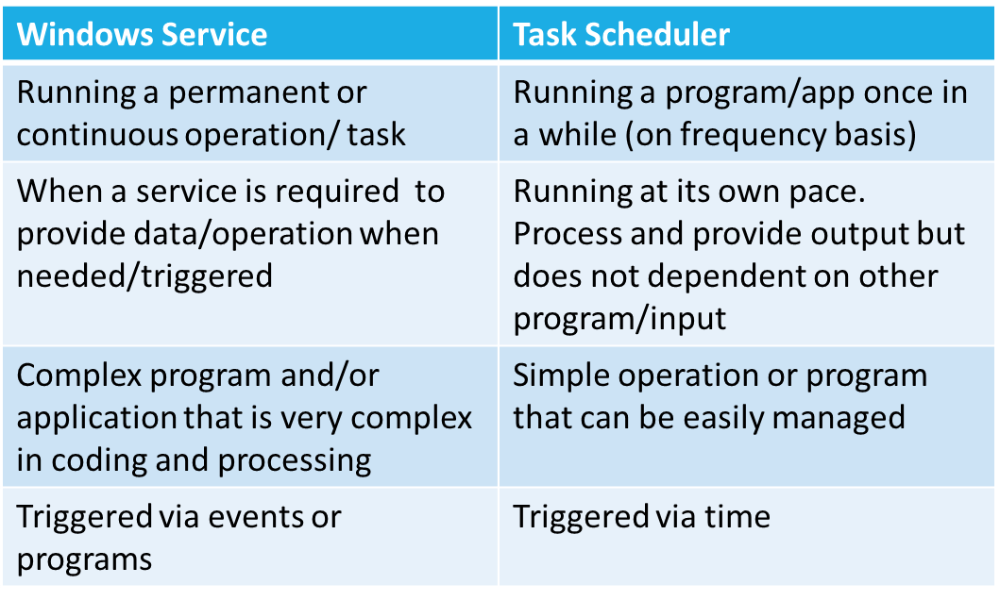 Windows Service
Task Scheduler
Running a permanent or
continuous operation/ task
Running a program/app once in
a while (on frequency basis)
When a service is required  to
provide data/operation when
needed/triggered
Running at its own pace.
Process and provide output but
does not dependent on other
program/input
Complex program and/or
application that is very complex
in coding and processing
Simple operation or program
that can be easily managed
Triggered via events or
programs
Triggered via time